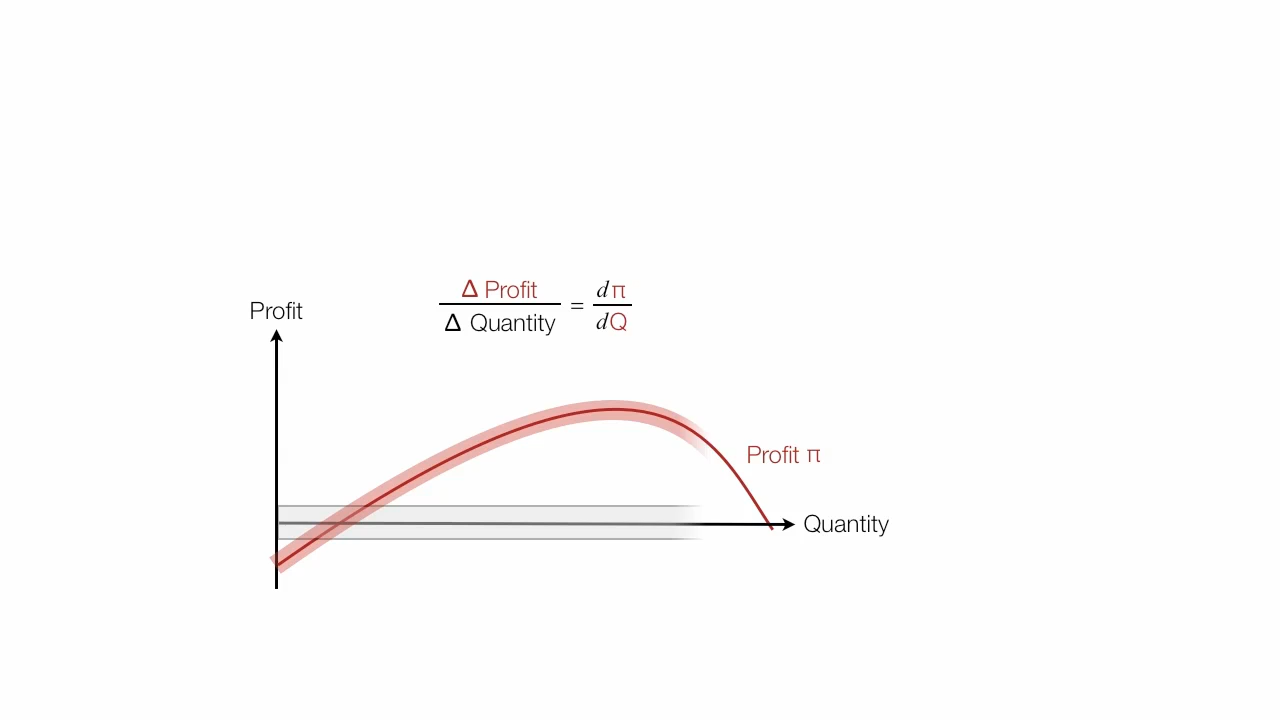 Δ Profit / Δ Quantity = dπ / dQ
Profit
Profit π
Quantity